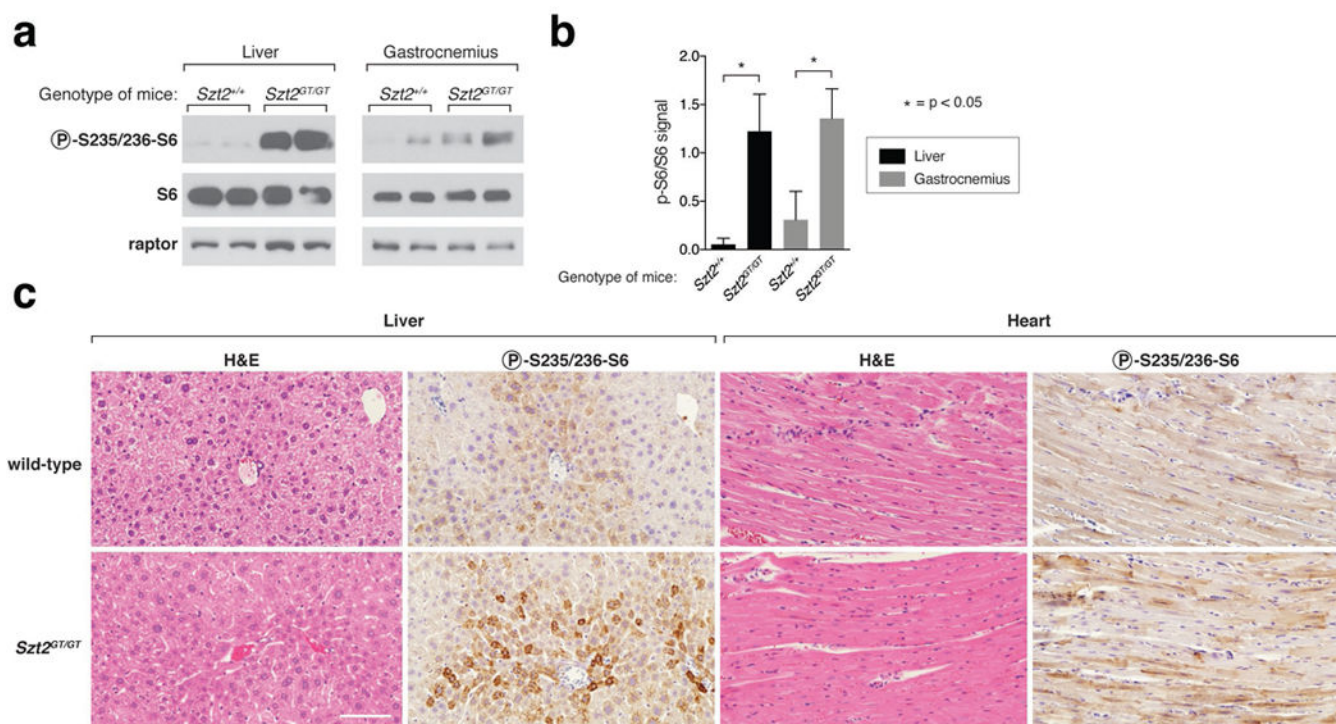 a
Liver
Gastrocnemius
Genotype of mice: Szt2+/+ Szt2GT/GT Szt2+/+ Szt2GT/GT
Ⓟ-S235/236-S6
S6
raptor
b
p-S6/S6 signal
2.0
1.5
1.0
0.5
0.0
* *
* = p < 0.05
Liver
Gastrocnemius
Genotype of mice: Szt2+/+ Szt2GT/GT Szt2+/+ Szt2GT/GT
c
Liver Heart
H&E Ⓟ-S235/236-S6 H&E Ⓟ-S235/236-S6
wild-type
Szt2GT/GT